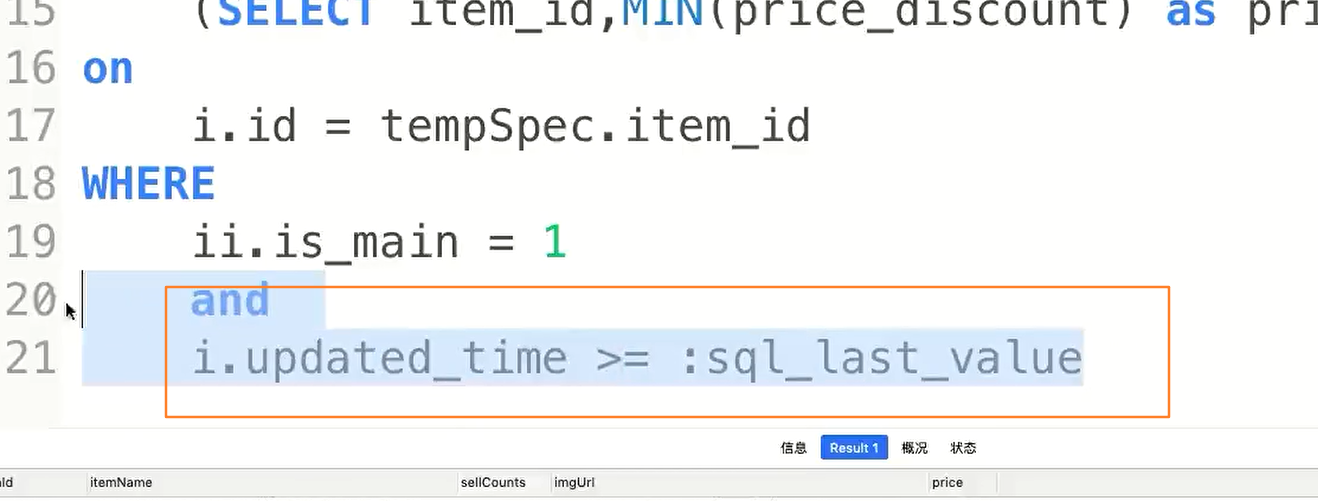 15 (SELECT item_id,MIN(price_discount) as pri
16 on
17 i.id = tempSpec.item_id
18 WHERE
19 ii.is_main = 1
20 and
21 i.updated_time >= :sql_last_value
信息 Result 1 概况 状态
Id itemName sellCounts imgUrl price